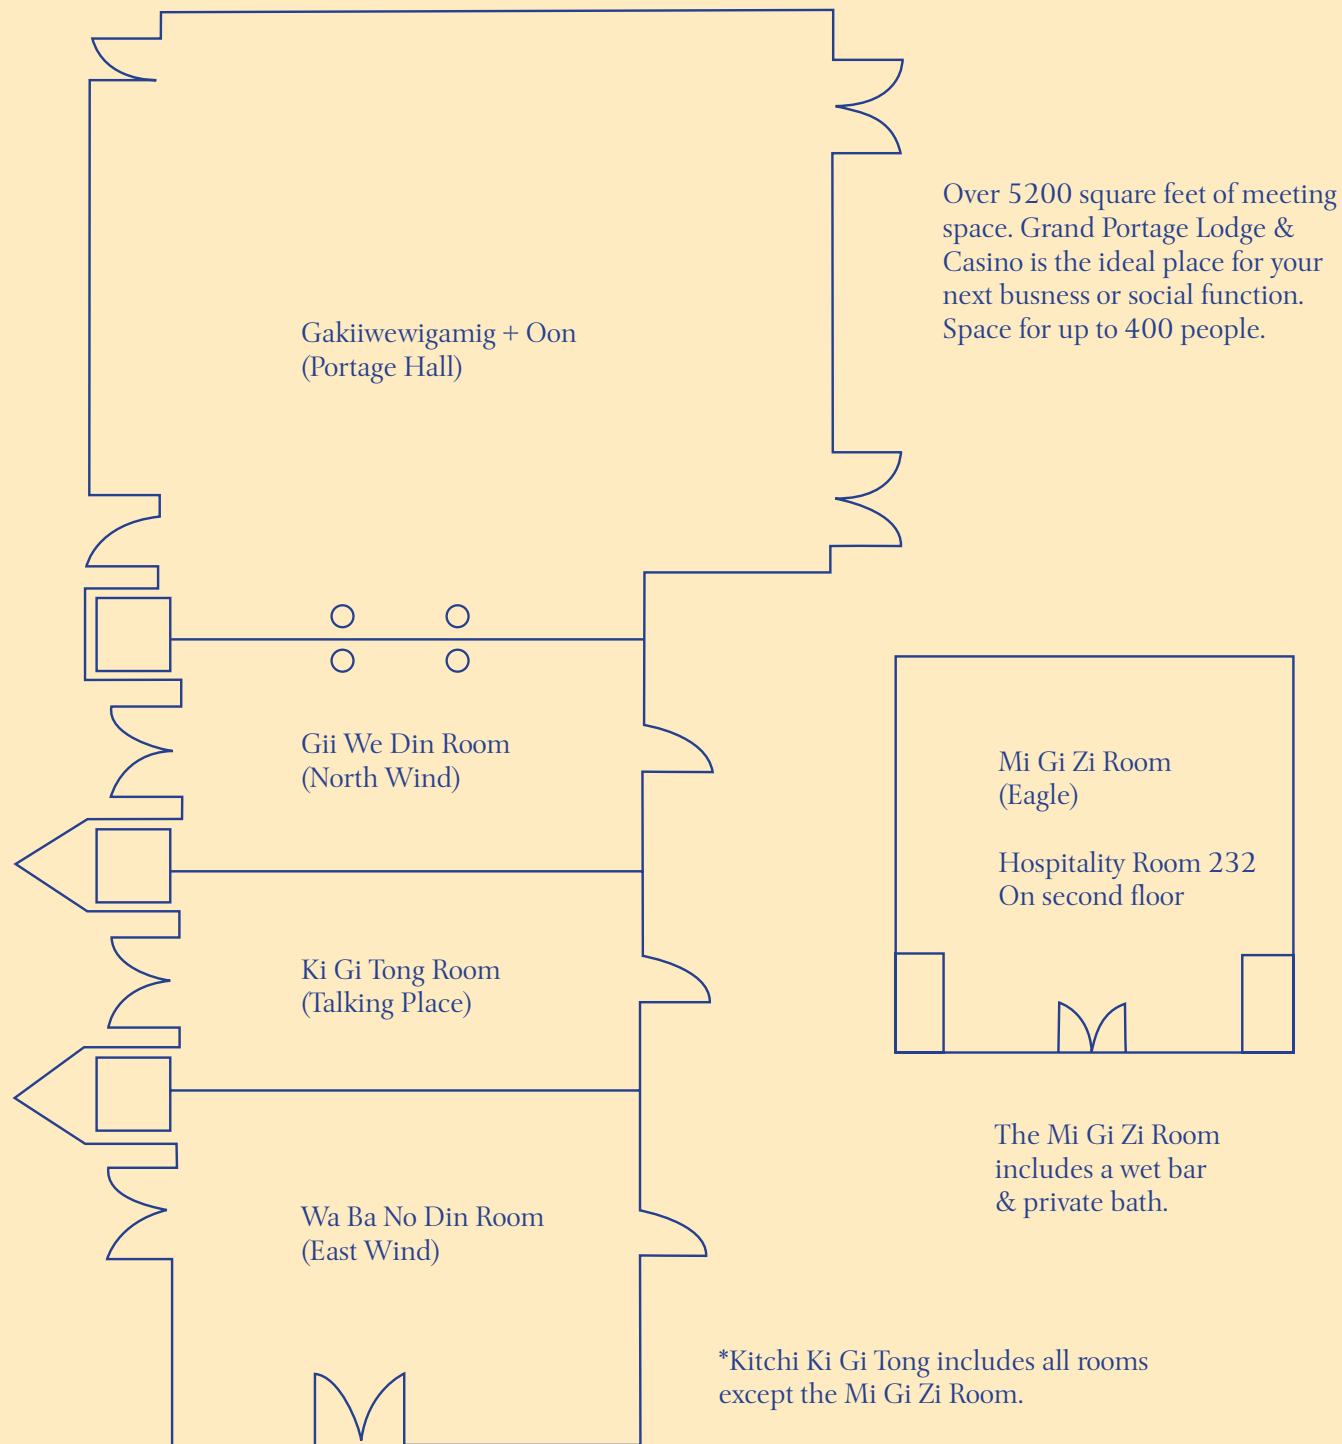 Over 5200 square feet of meeting
space. Grand Portage Lodge &
Casino is the ideal place for your
next busness or social function.
Space for up to 400 people.
Gakiiwewigamig + Oon
(Portage Hall)
Gii We Din Room
(North Wind)
Mi Gi Zi Room
(Eagle)
Hospitality Room 232
On second floor
Ki Gi Tong Room
(Talking Place)
The Mi Gi Zi Room
includes a wet bar
& private bath.
Wa Ba No Din Room
(East Wind)
*Kitchi Ki Gi Tong includes all rooms
except the Mi Gi Zi Room.